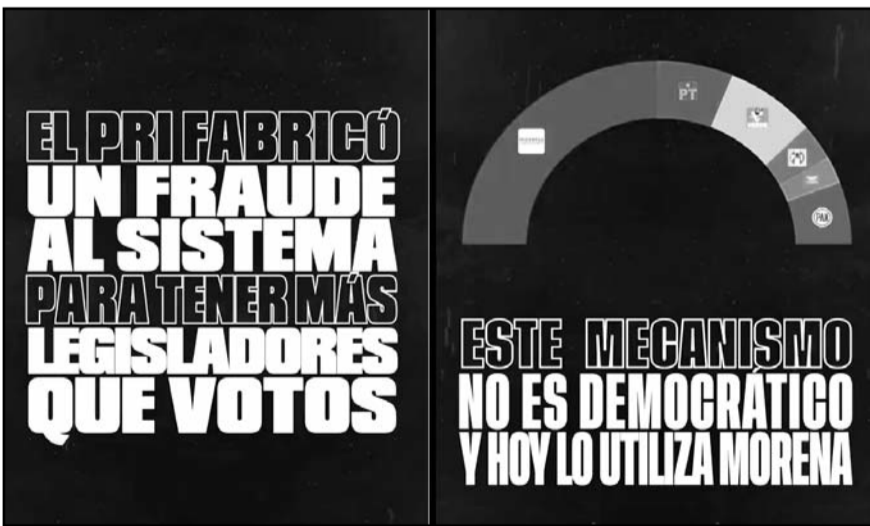 EL PRI FABRICÓ
UN FRAUDE
AL SISTEMA
PARA TENER MÁS
LEGISLADORES
QUE VOTOS
PT
PRI
PAN
ESTE MECANISMO
NO ES DEMOCRÁTICO
Y HOY LO UTILIZA MORENA